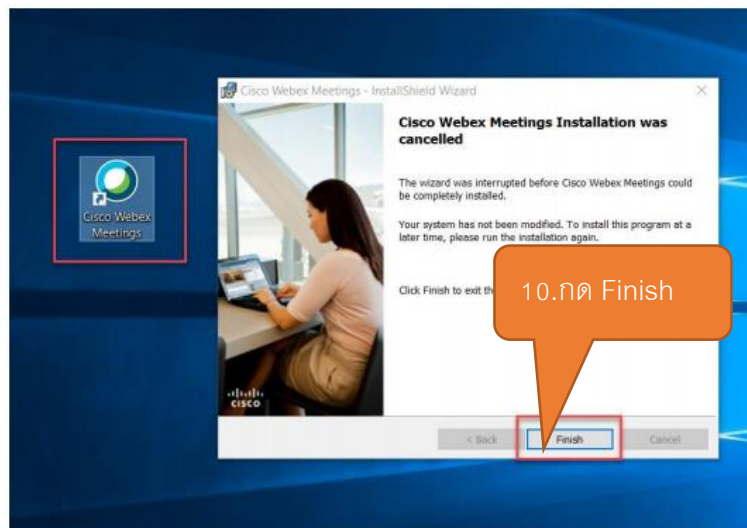 Cisco Webex Meetings - InstallShield Wizard
Cisco Webex
Meetings
Cisco Webex Meetings Installation was
cancelled
The wizard was interrupted before Cisco Webex Meetings could
be completely installed.
Your system has not been modified. To install this program at a
later time, please run the installation again.
Click Finish to exit th
10.กด Finish
CISCO
< Back
Finish
Cancel